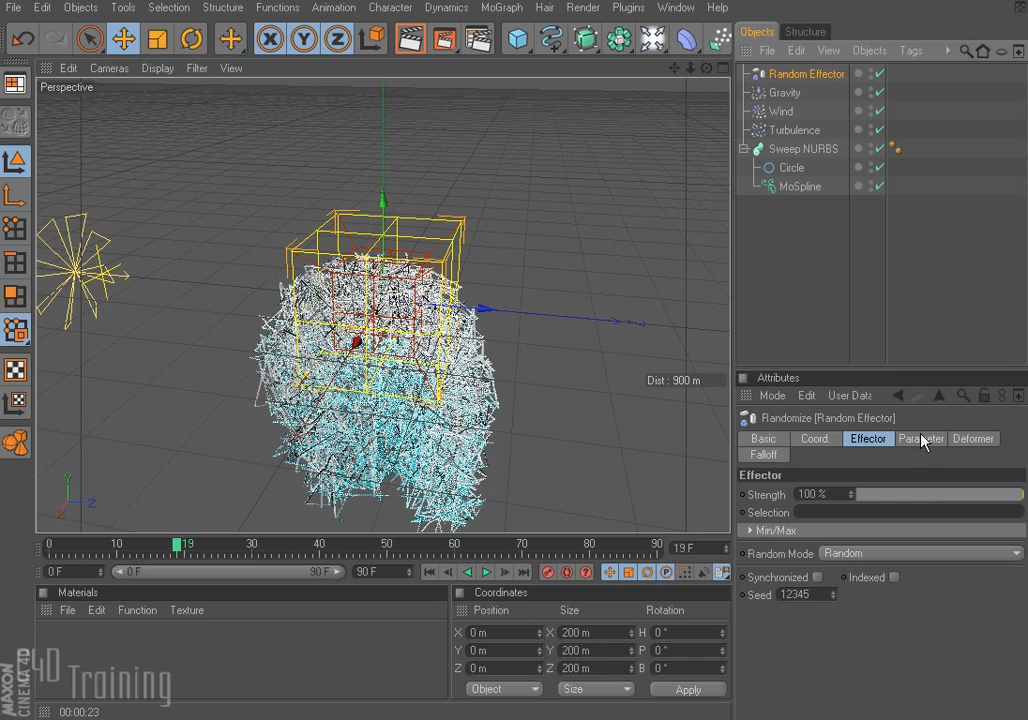 File Edit Objects Tools Selection Structure Functions Animation Character Dynamics MoGraph Hair Render Plugins Window Help
X Y Z
Objects Structure
File Edit View Objects Tags
Edit Cameras Display Filter View
Perspective
Random Effector
Gravity
Wind
Turbulence
Sweep NURBS
Circle
MoSpline
Dist : 900 m
Y
Z
X
Attributes
Mode Edit User Data
Randomize [Random Effector]
Basic Coord. Effector Parameter Deformer
Falloff
Effector
Strength 100 %
Selection
Min/Max
Random Mode Random
Synchronized Indexed
Seed 12345
0 10 19 30 40 50 60 70 80 90 19 F
0 F 0 F 90 F 90 F
Materials
File Edit Function Texture
Coordinates
Position Size Rotation
X 0 m X 200 m H 0 °
Y 0 m Y 200 m P 0 °
Z 0 m Z 200 m B 0 °
Object Size Apply
MAXON
CINEMA 4D
C4D Training
00:00:23